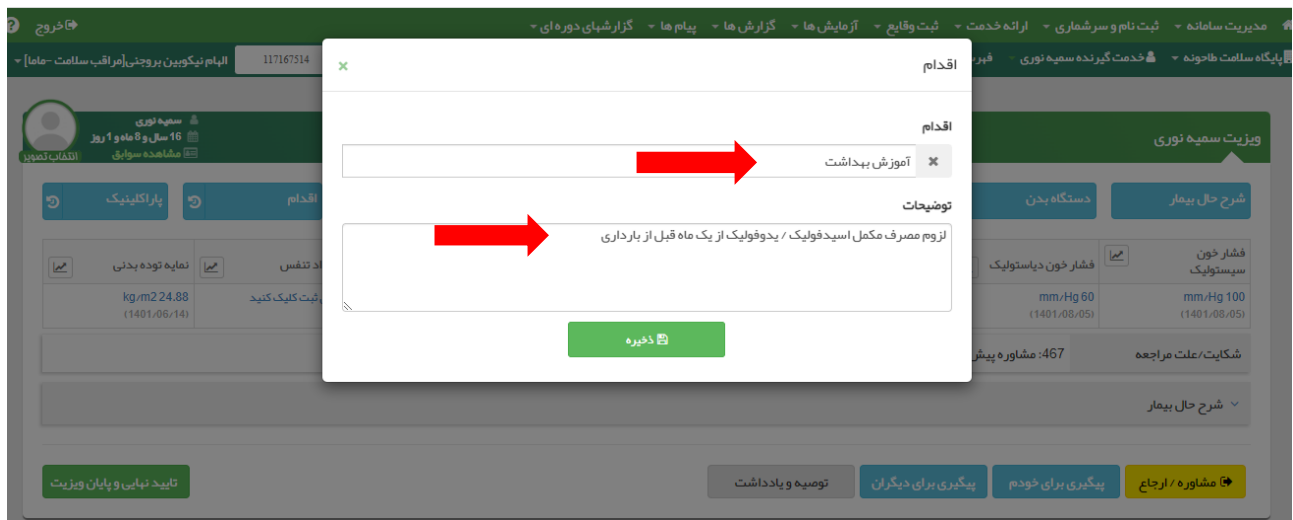 مدیریت سامانه ثبت نام و سرشماری ارائه خدمت ثبت وقایع آزمایش ها گزارش ها پیام ها گزارشهای دوره ای خروج ?
پایگاه سلامت طاحونه خدمت گیرنده سمیه نوری 117167514 الهام نیکوبین بروجنی[مراقب سلامت -ماما]
اقدام ×
ویزیت سمیه نوری
سمیه نوری
16 سال و 8 ماه و 1 روز
مشاهده سوابق
انتخاب تصویر
اقدام
× آموزش بهداشت
توضیحات
لزوم مصرف مکمل اسیدفولیک / یدوفولیک از یک ماه قبل از بارداری
ذخیره
شرح حال بیمار دستگاه بدن اقدام پاراکلینیک
فشار خون سیستولیک فشار خون دیاستولیک تنفس نمایه توده بدنی
mm/Hg 100 mm/Hg 60 ثبت کلیک کنید kg/m2 24.88
(1401/08/05) (1401/08/05) (1401/06/14)
شکایت/علت مراجعه 467: مشاوره پیش
شرح حال بیمار
مشاوره / ارجاع پیگیری برای خودم پیگیری برای دیگران توصیه و یادداشت تایید نهایی و پایان ویزیت